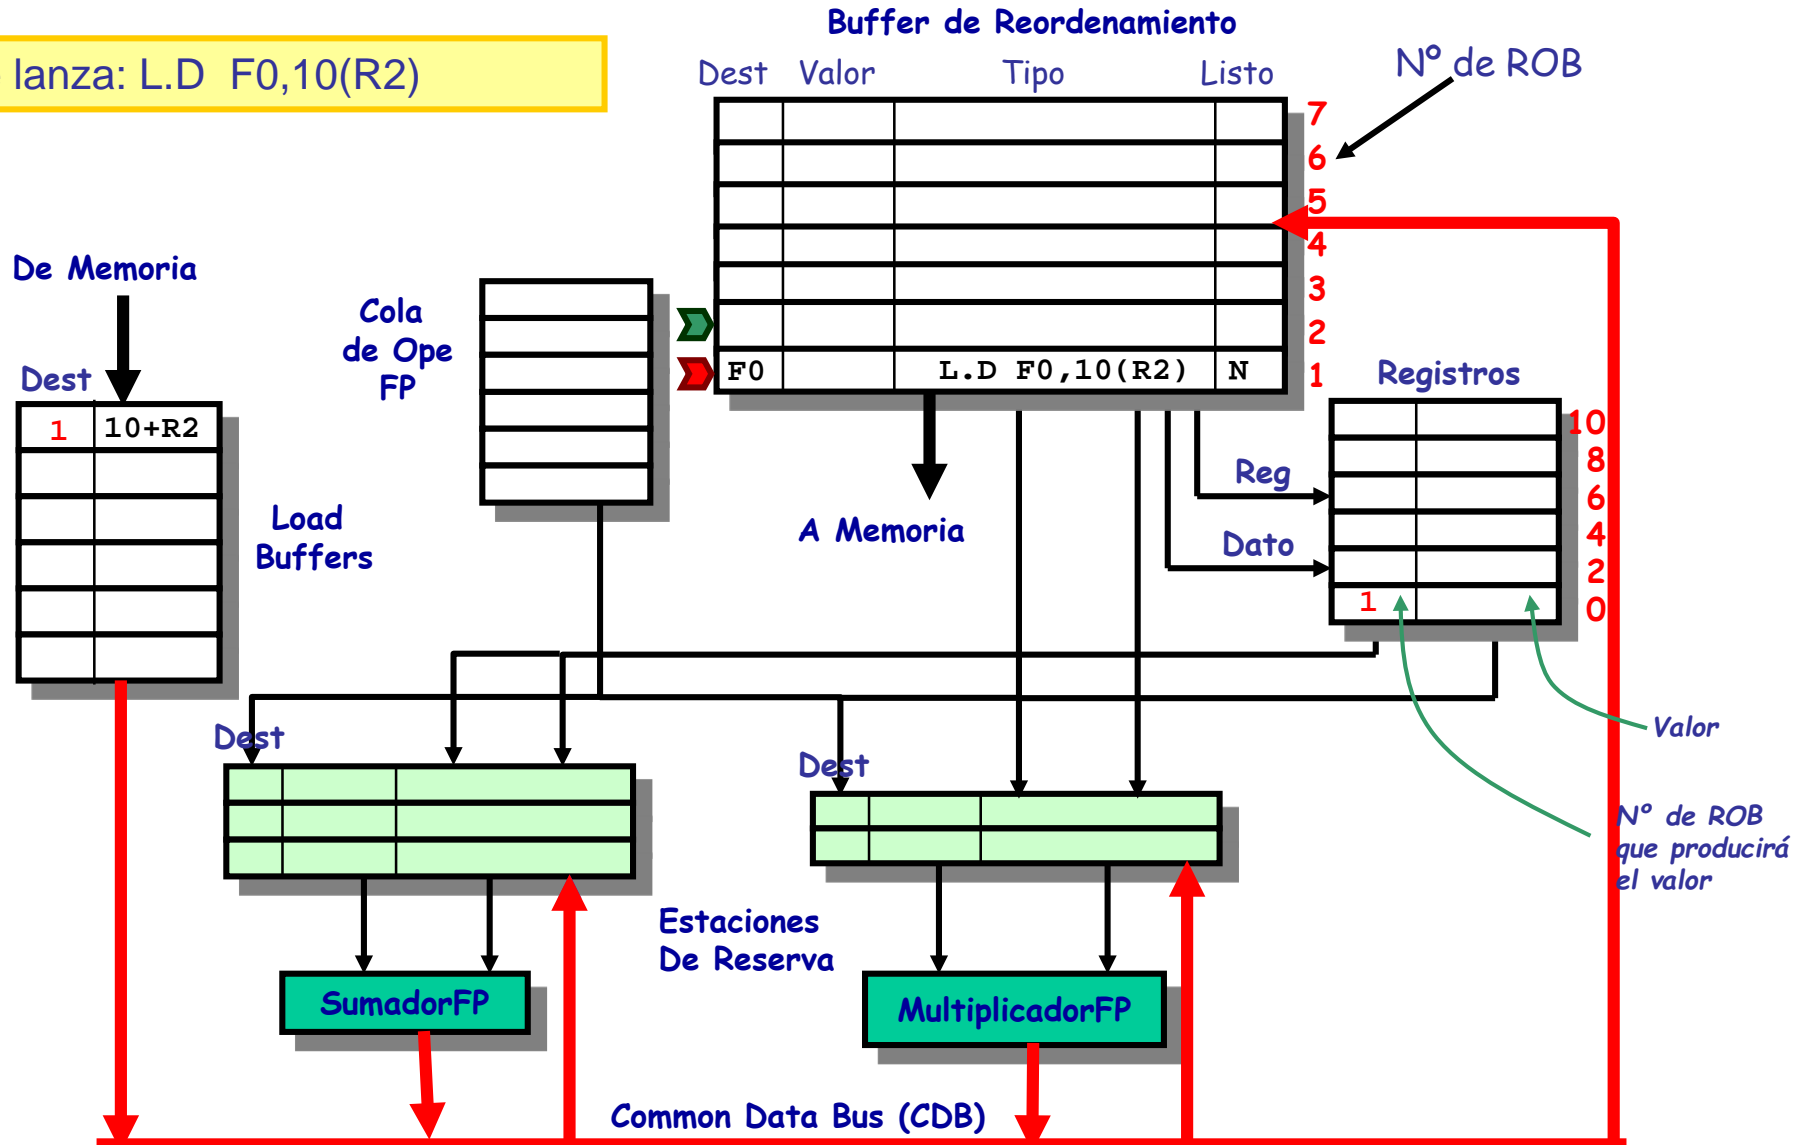 Buffer de Reordenamiento
lanza: L.D F0,10(R2)
Dest Valor Tipo Listo
Nº de ROB
7
6
5
4
3
2
F0 L.D F0,10(R2) N 1
De Memoria
Dest
1 10+R2
Load
Buffers
Cola
de Ope
FP
A Memoria
Registros
Reg
Dato
10
8
6
4
2
1 0
Valor
Nº de ROB
que producirá
el valor
Dest
Dest
Estaciones
De Reserva
SumadorFP
MultiplicadorFP
Common Data Bus (CDB)